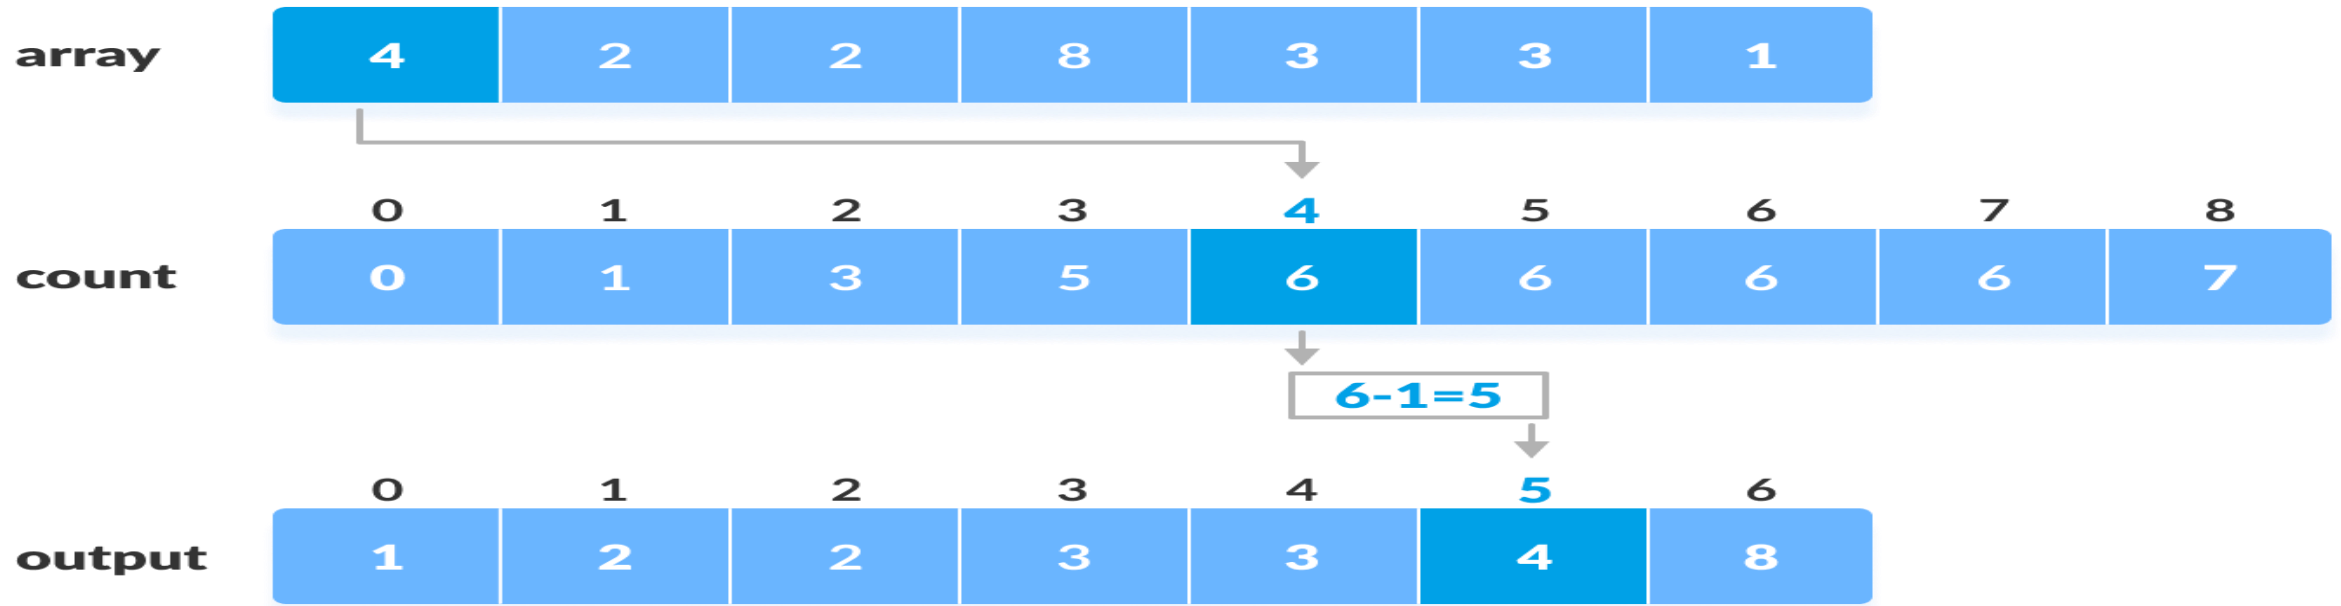 array 4 2 2 8 3 3 1
0 1 2 3 4 5 6 7 8
count 0 1 3 5 6 6 6 6 7
6-1=5
0 1 2 3 4 5 6
output 1 2 2 3 3 4 8